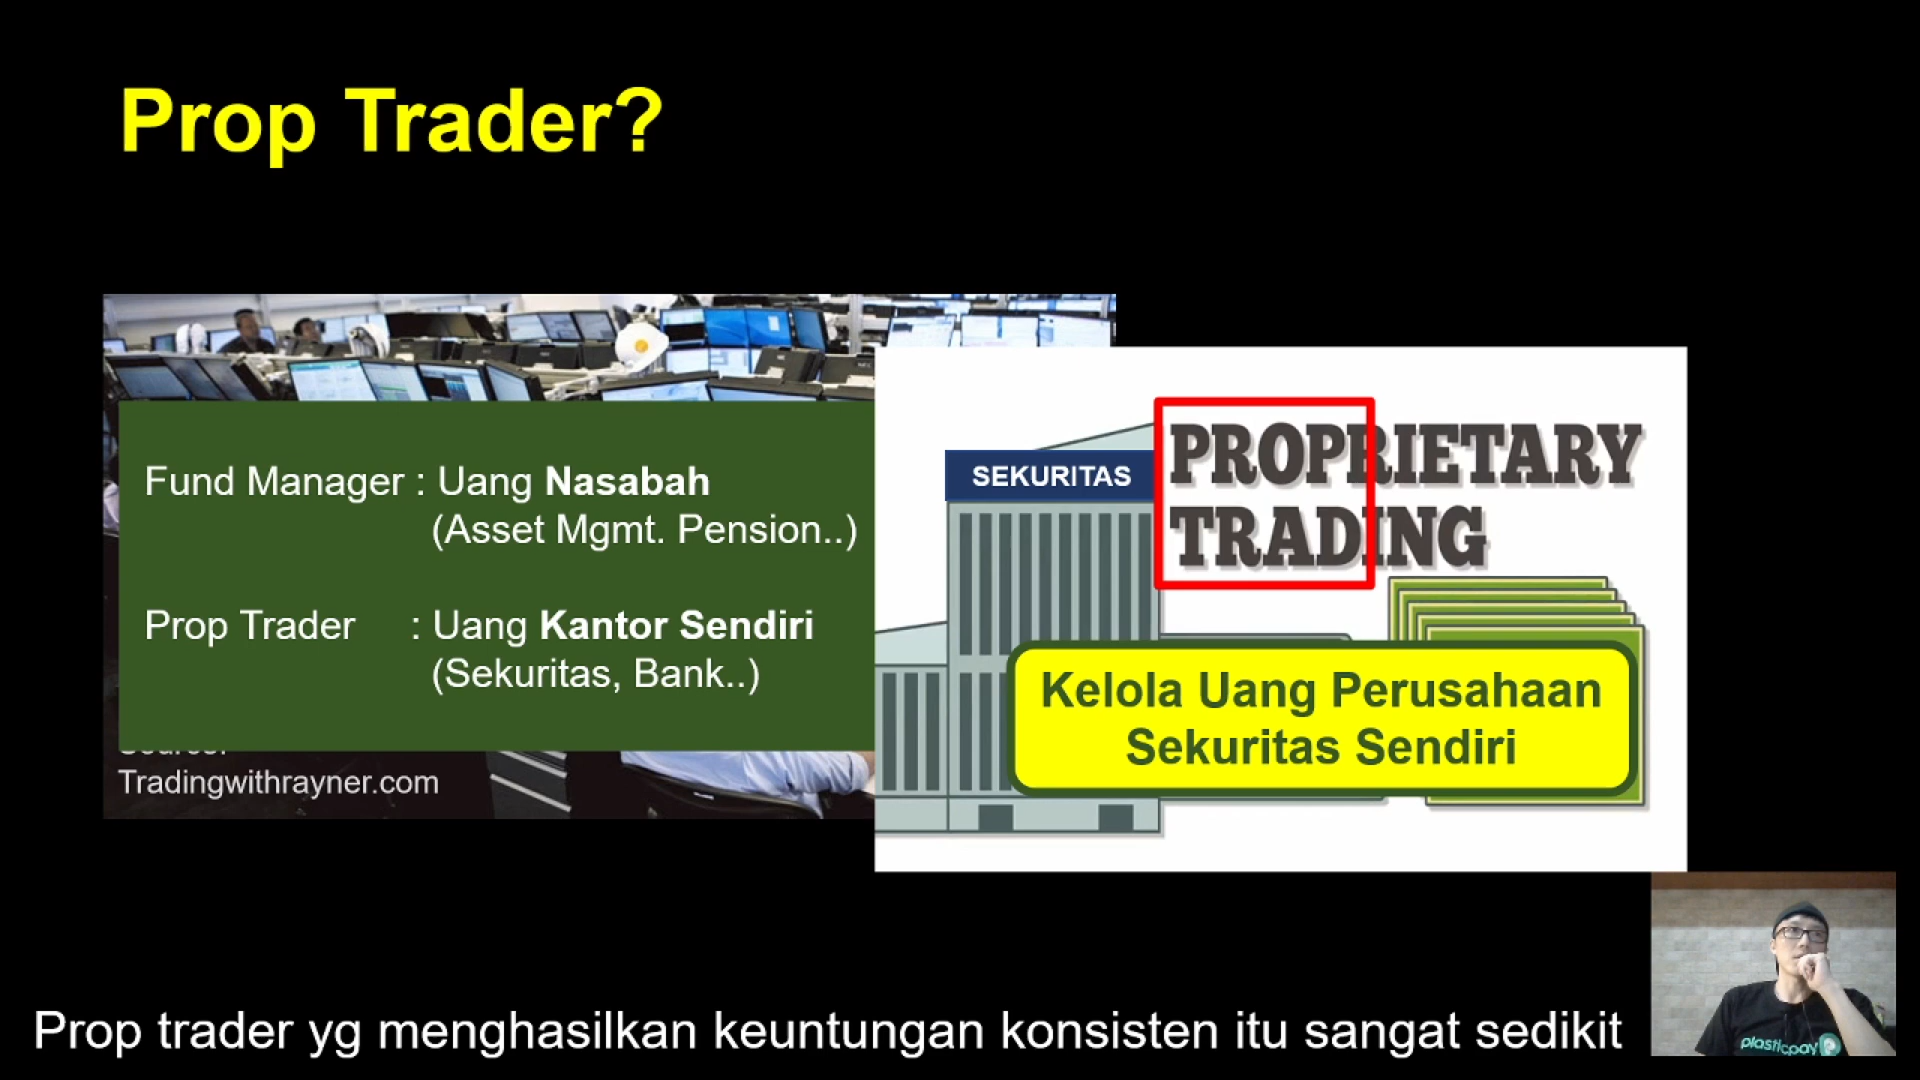 Prop Trader?
Fund Manager : Uang Nasabah
(Asset Mgmt. Pension..)
Prop Trader : Uang Kantor Sendiri
(Sekuritas, Bank..)
Tradingwithrayner.com
SEKURITAS
PROPRIETARY
TRADING
Kelola Uang Perusahaan
Sekuritas Sendiri
plasticpay
Prop trader yg menghasilkan keuntungan konsisten itu sangat sedikit